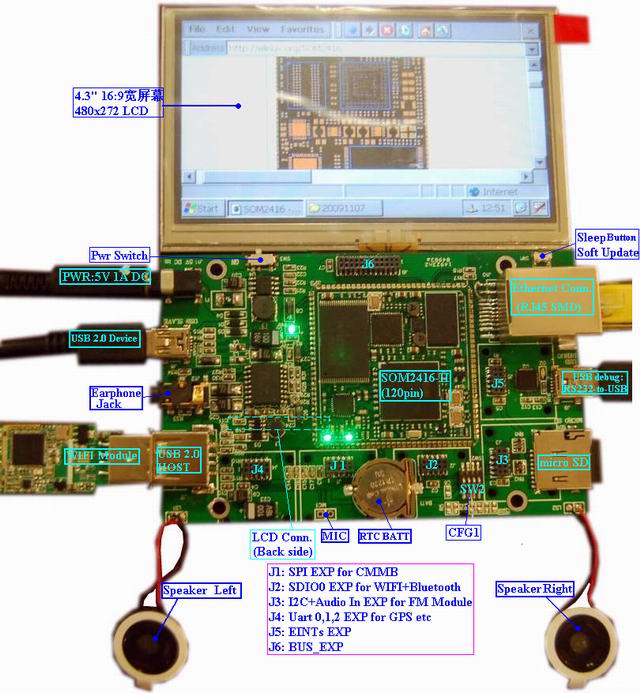 File Edit View Favorites
Address http://elinux.org/SOM2416
Internet
Start SOM2416 -... 20091107 12:51
4.3" 16:9宽屏幕
480x272 LCD
Pwr Switch
J6
Sleep Button
Soft Update
PWR:5V 1A DC
Ethernet Conn.
(RJ45 SMD)
USB 2.0 Device
SOM2416-H
(120pin)
J5
USB debug:
RS232-to-USB
Earphone
Jack
WIFI Module
USB 2.0
HOST
J4
J1
J2
SW2
J3
micro SD
LCD Conn.
(Back side)
MIC
RTC BATT
CFG1
Speaker Left
Speaker Right
J1: SPI EXP for CMMB
J2: SDIO0 EXP for WIFI+Bluetooth
J3: I2C+Audio In EXP for FM Module
J4: Uart 0,1,2 EXP for GPS etc
J5: EINTs EXP
J6: BUS_EXP